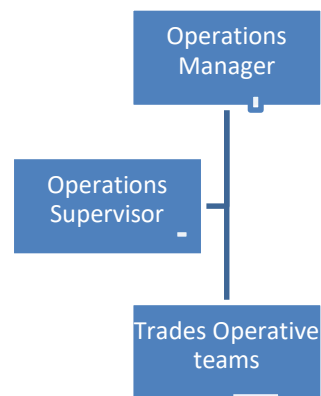 Operations
Manager
Operations
Supervisor
Trades Operative
teams